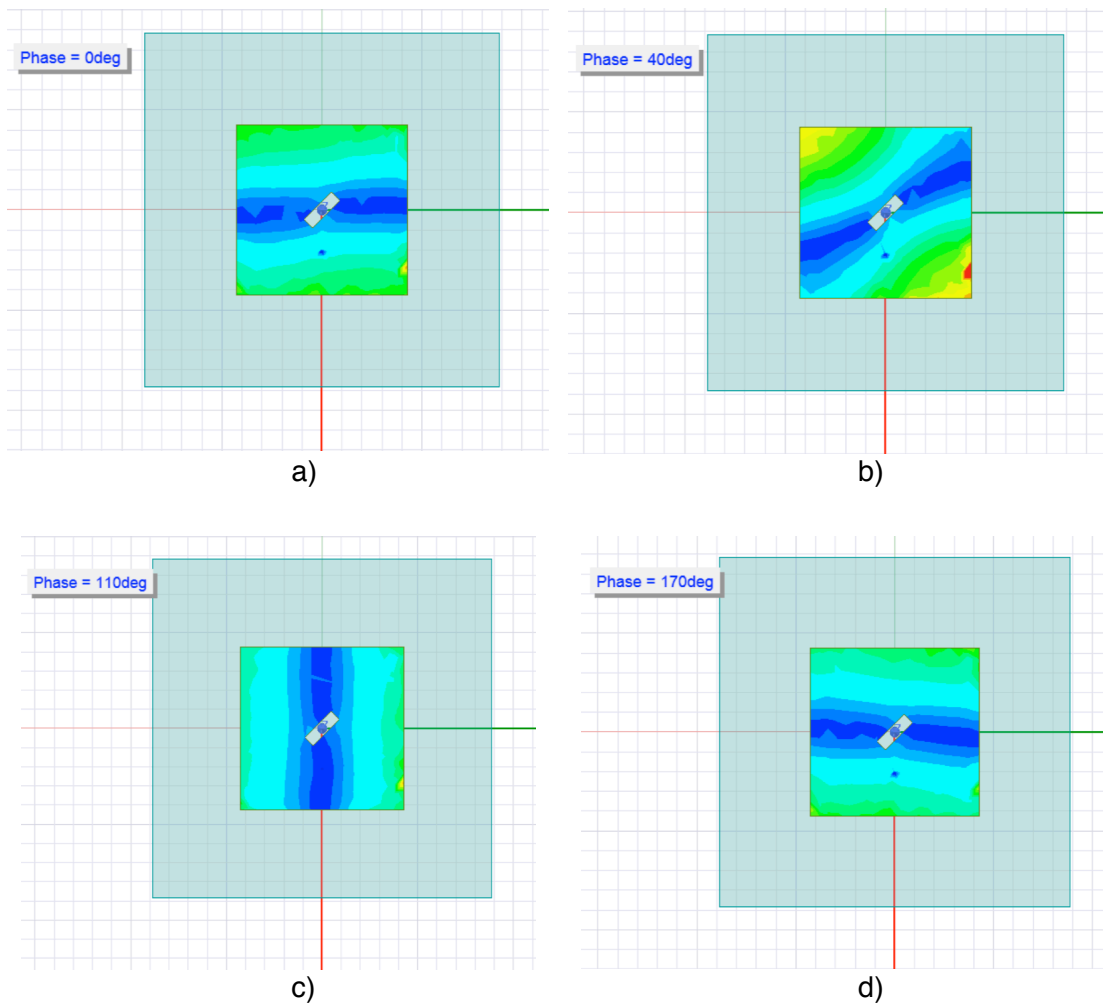 Phase = 0deg
Phase = 40deg
a)
b)
Phase = 110deg
Phase = 170deg
c)
d)